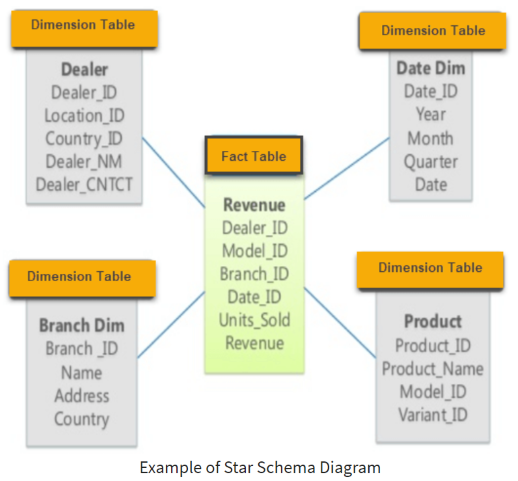 Dimension Table
Dealer
Dealer_ID
Location_ID
Country_ID
Dealer_NM
Dealer_CNTCT
Dimension Table
Date Dim
Date_ID
Year
Month
Quarter
Date
Fact Table
Revenue
Dealer_ID
Model_ID
Branch_ID
Date_ID
Units_Sold
Revenue
Dimension Table
Branch Dim
Branch _ID
Name
Address
Country
Dimension Table
Product
Product_ID
Product_Name
Model_ID
Variant_ID
Example of Star Schema Diagram